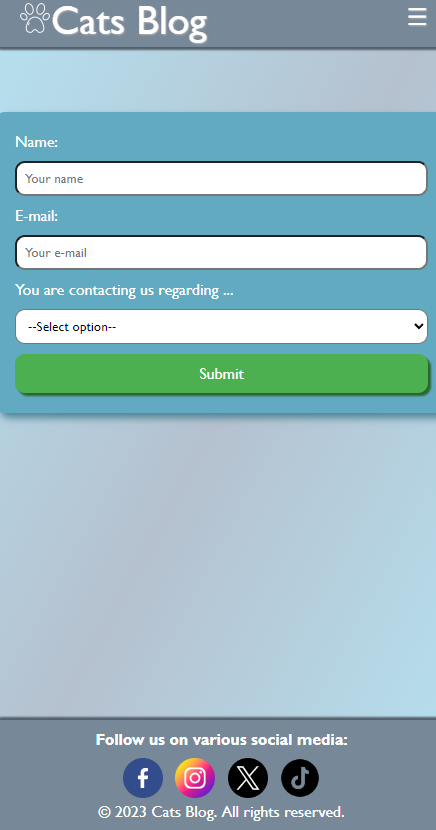 Cats Blog
Name:
Your name
E-mail:
Your e-mail
You are contacting us regarding ...
--Select option--
Submit
Follow us on various social media:
© 2023 Cats Blog. All rights reserved.